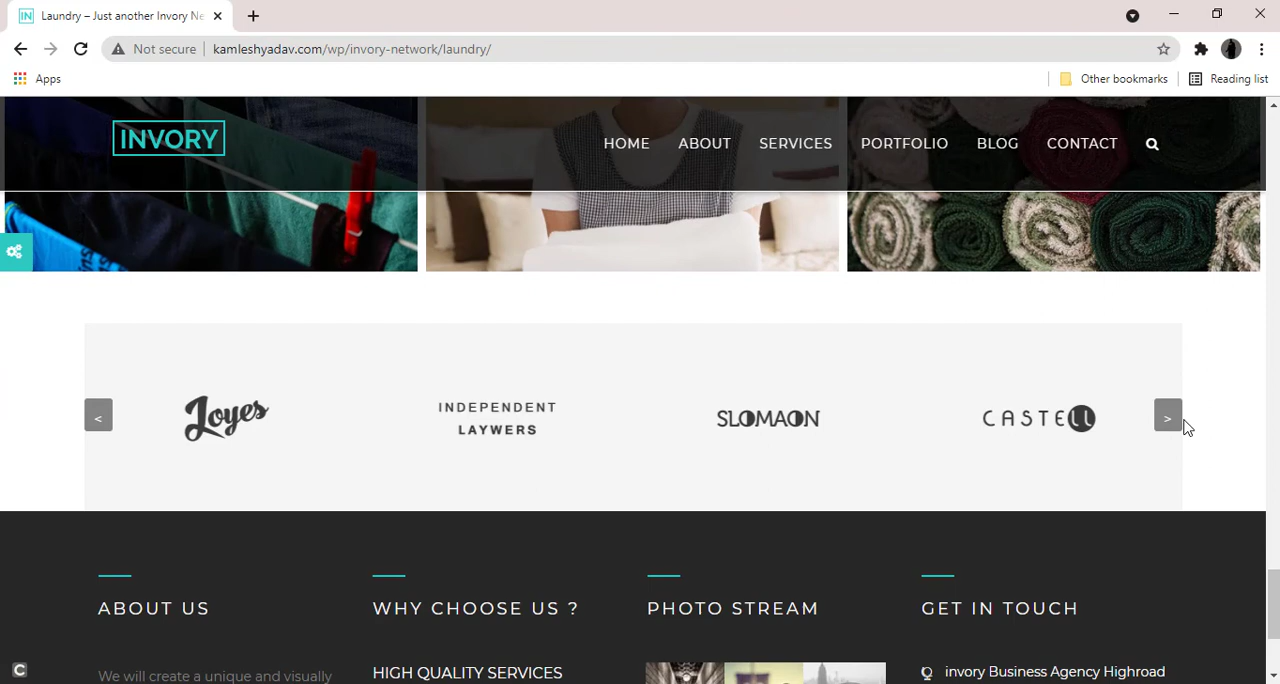 IN Laundry – Just another Invory Ne
Not secure kamleshyadav.com/wp/invory-network/laundry/
Apps Other bookmarks Reading list
INVORY HOME ABOUT SERVICES PORTFOLIO BLOG CONTACT
< Joyes INDEPENDENT LAYWERS SLOMAON CASTELL >
ABOUT US WHY CHOOSE US ? PHOTO STREAM GET IN TOUCH
We will create a unique and visually HIGH QUALITY SERVICES invory Business Agency Highroad
C